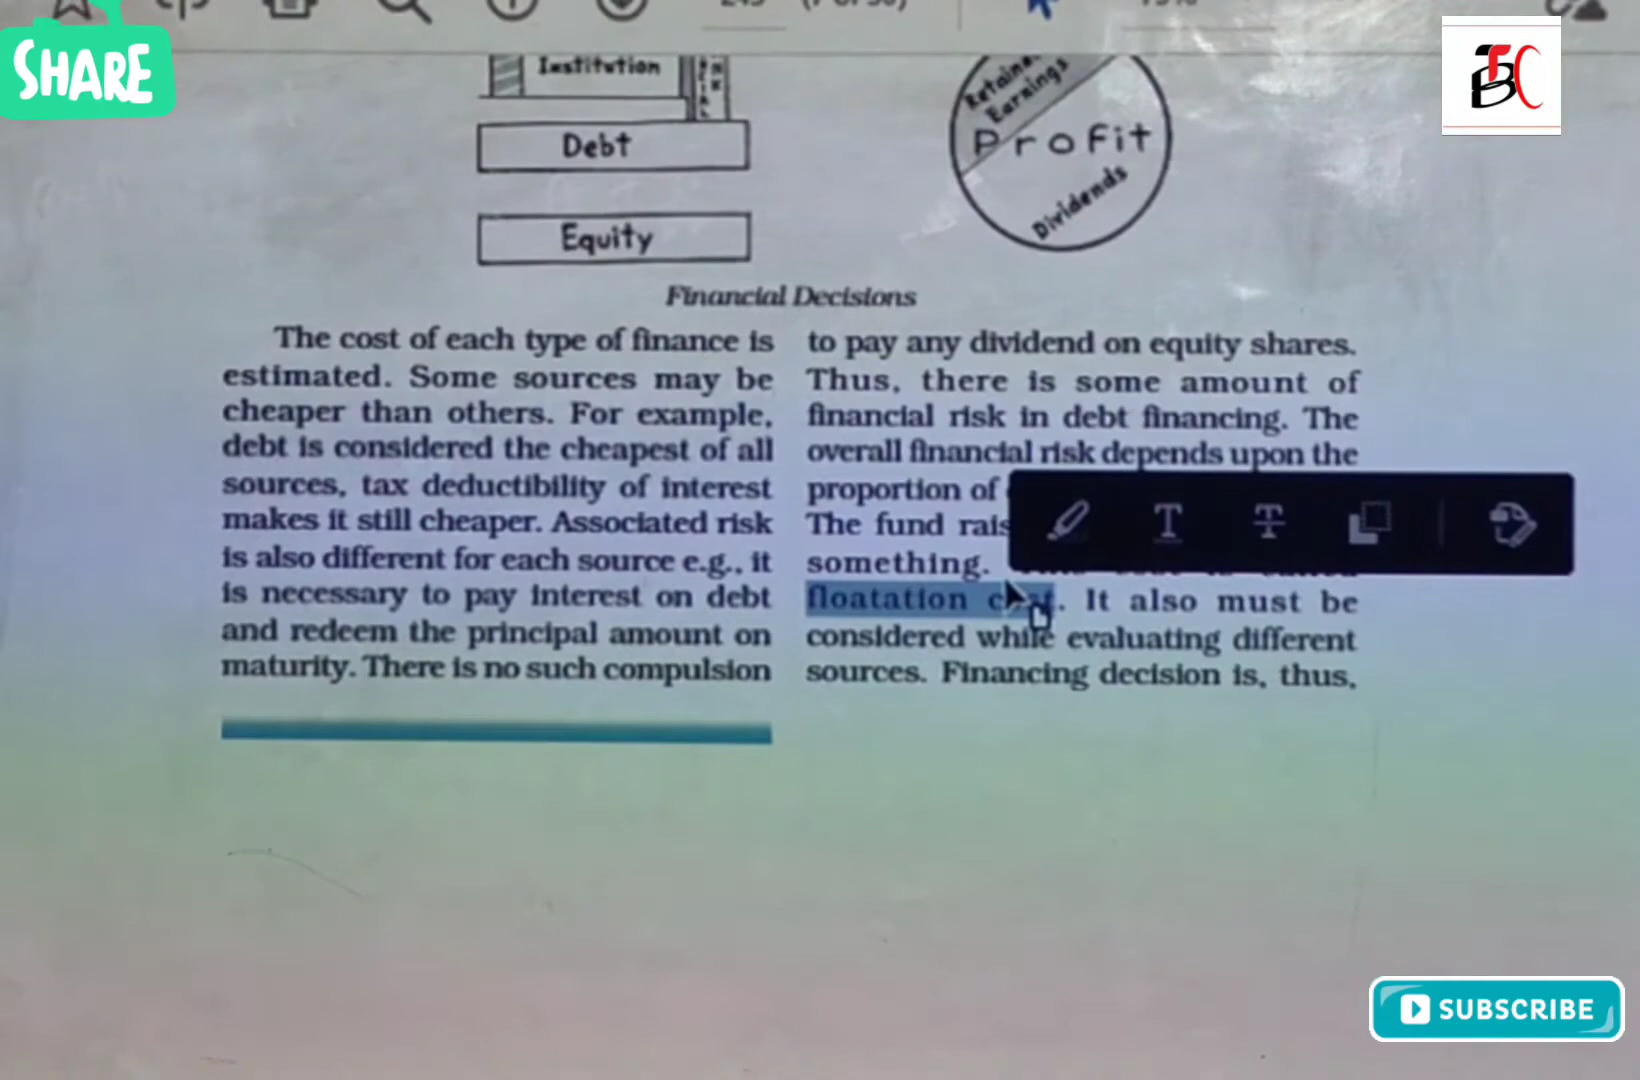 SHARE
TBC
Institution
Debt
Equity
Retained
Earnings
Profit
Dividends
Financial Decisions
The cost of each type of finance is
estimated. Some sources may be
cheaper than others. For example,
debt is considered the cheapest of all
sources, tax deductibility of interest
makes it still cheaper. Associated risk
is also different for each source e.g., it
is necessary to pay interest on debt
and redeem the principal amount on
maturity. There is no such compulsion
to pay any dividend on equity shares.
Thus, there is some amount of
financial risk in debt financing. The
overall financial risk depends upon the
proportion of
The fund
something.
floatation cost. It also must be
considered while evaluating different
sources. Financing decision is, thus,
SUBSCRIBE